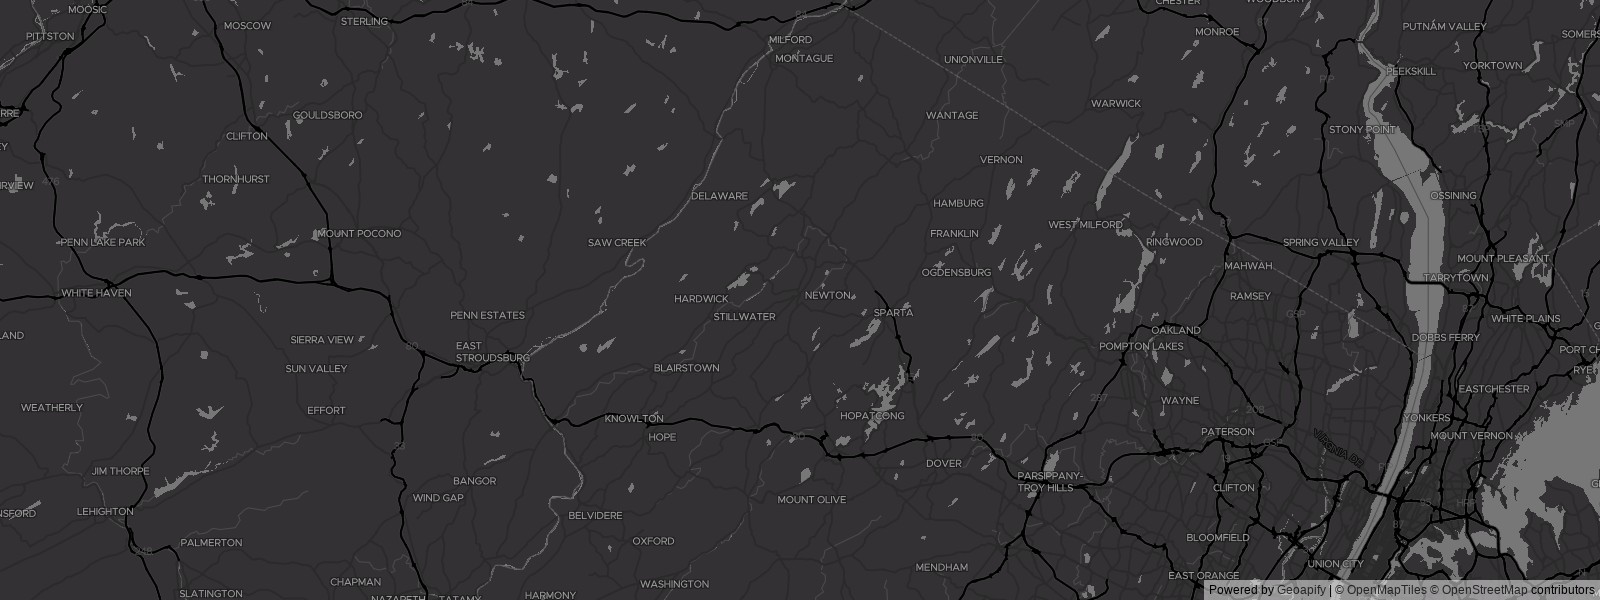 MOOSIC
PITTSTON
MOSCOW
STERLING
MILFORD
MONTAGUE
UNIONVILLE
CHESTER
MONROE
PUTNAM VALLEY
PEEKSKILL
YORKTOWN
GOULDSBORO
CLIFTON
WANTAGE
WARWICK
STONY POINT
THORNHURST
DELAWARE
VERNON
HAMBURG
OSSINING
PENN LAKE PARK
MOUNT POCONO
SAW CREEK
FRANKLIN
WEST MILFORD
RINGWOOD
SPRING VALLEY
MOUNT PLEASANT
MAHWAH
OGDENSBURG
TARRYTOWN
WHITE HAVEN
HARDWICK
NEWTON
RAMSEY
PENN ESTATES
STILLWATER
SPARTA
WHITE PLAINS
SIERRA VIEW
EAST
STROUDSBURG
OAKLAND
POMPTON LAKES
DOBBS FERRY
SUN VALLEY
BLAIRSTOWN
EASTCHESTER
WEATHERLY
EFFORT
KNOWLTON
HOPE
HOPATCONG
WAYNE
PATERSON
YONKERS
MOUNT VERNON
JIM THORPE
BANGOR
WIND GAP
DOVER
PARSIPPANY-
TROY HILLS
CLIFTON
LEHIGHTON
MOUNT OLIVE
BELVIDERE
PALMERTON
OXFORD
BLOOMFIELD
CHAPMAN
WASHINGTON
MENDHAM
EAST ORANGE
UNION CITY
SLATINGTON
NAZARETH
TATAMY
HARMONY
Powered by Geoapify | © OpenMapTiles © OpenStreetMap contributors